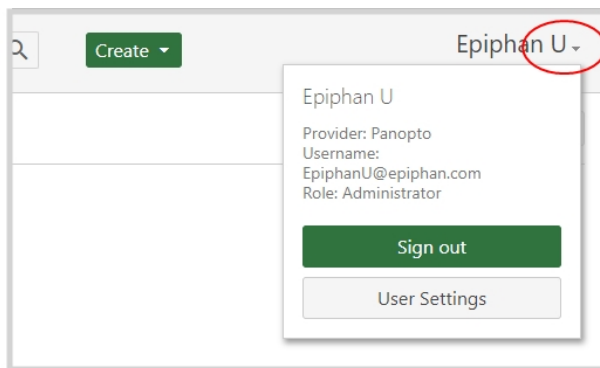 Create
Epiphan U
Epiphan U
Provider: Panopto
Username:
EpiphanU@epiphan.com
Role: Administrator
Sign out
User Settings